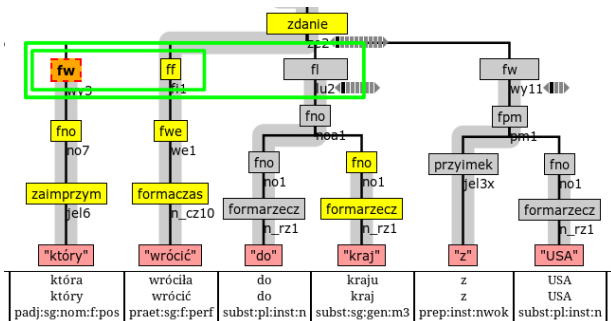 zdanie
ze2
fw ff fl fw
wy3 fi1 lu2 wy11
fno fpm
noa1 pm1
fno fwe fno fno przyimek fno
no7 we1 no1 no1 jel3x no1
zaimprzym formaczas formarzecz formarzecz formarzecz
jel6 n_cz10 n_rz1 n_rz1 n_rz1
"który" "wrócić" "do" "kraj" "z" "USA"
która wróciła do kraju z USA
który wrócić do kraj z USA
padj:sg:nom:f:pos praet:sg:f:perf subst:pl:inst:n subst:sg:gen:m3 prep:inst:nwok subst:pl:inst:n